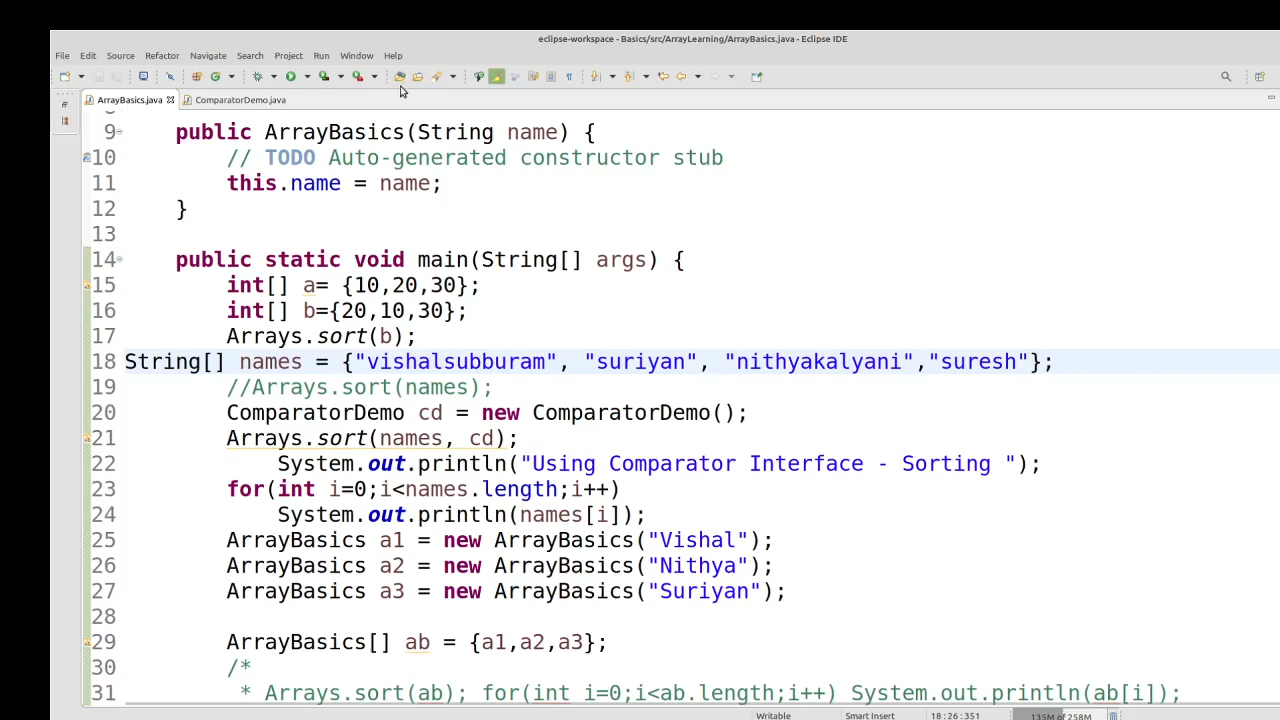 eclipse-workspace - Basics/src/ArrayLearning/ArrayBasics.java - Eclipse IDE
File Edit Source Refactor Navigate Search Project Run Window Help
ArrayBasics.java ComparatorDemo.java
9 public ArrayBasics(String name) {
10 // TODO Auto-generated constructor stub
11 this.name = name;
12 }
13
14 public static void main(String[] args) {
15 int[] a= {10,20,30};
16 int[] b={20,10,30};
17 Arrays.sort(b);
18 String[] names = {"vishalsubburam", "suriyan", "nithyakalyani","suresh"};
19 //Arrays.sort(names);
20 ComparatorDemo cd = new ComparatorDemo();
21 Arrays.sort(names, cd);
22 System.out.println("Using Comparator Interface - Sorting ");
23 for(int i=0;i<names.length;i++)
24 System.out.println(names[i]);
25 ArrayBasics a1 = new ArrayBasics("Vishal");
26 ArrayBasics a2 = new ArrayBasics("Nithya");
27 ArrayBasics a3 = new ArrayBasics("Suriyan");
28
29 ArrayBasics[] ab = {a1,a2,a3};
30 /*
31 * Arrays.sort(ab); for(int i=0;i<ab.length;i++) System.out.println(ab[i]);
Writable Smart Insert 18:26:351 135M of 258M